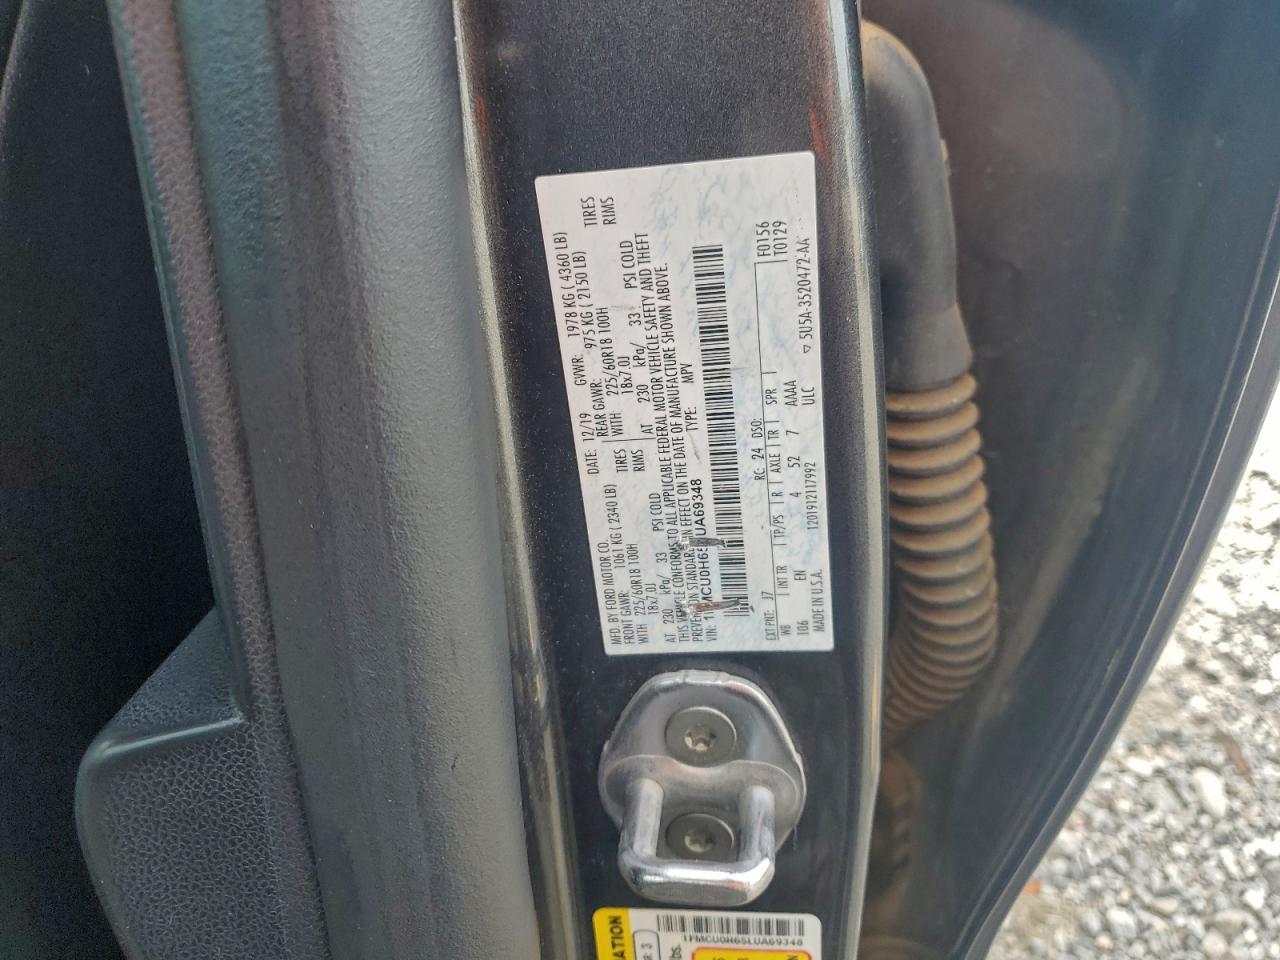 MFD. BY FORD MOTOR CO. DATE: 12/19 GVWR: 1978 KG ( 4360 LB)
FRONT GAWR: 1061 KG ( 2340 LB) REAR GAWR: 975 KG ( 2150 LB)
WITH 225/60R18 100H TIRES WITH 225/60R18 100H TIRES
18x7.0J RIMS 18x7.0J RIMS
AT 230 kPa/ 33 PSI COLD AT 230 kPa/ 33 PSI COLD
THIS VEHICLE CONFORMS TO ALL APPLICABLE FEDERAL MOTOR VEHICLE SAFETY AND THEFT
PREVENTION STANDARDS IN EFFECT ON THE DATE OF MANUFACTURE SHOWN ABOVE.
VIN: 1FMCU0H65LUA69348 TYPE: MPV
F0156
EXT PNT: J7 RC: 24 DSO: T0129
WB INT TR TP/PS R AXLE TR SPR
106 EN 4 52 7 AAAA
MADE IN U.S.A. 1201912117992 ULC 5U5A-3520472-AA
1FMCU0H65LUA69348